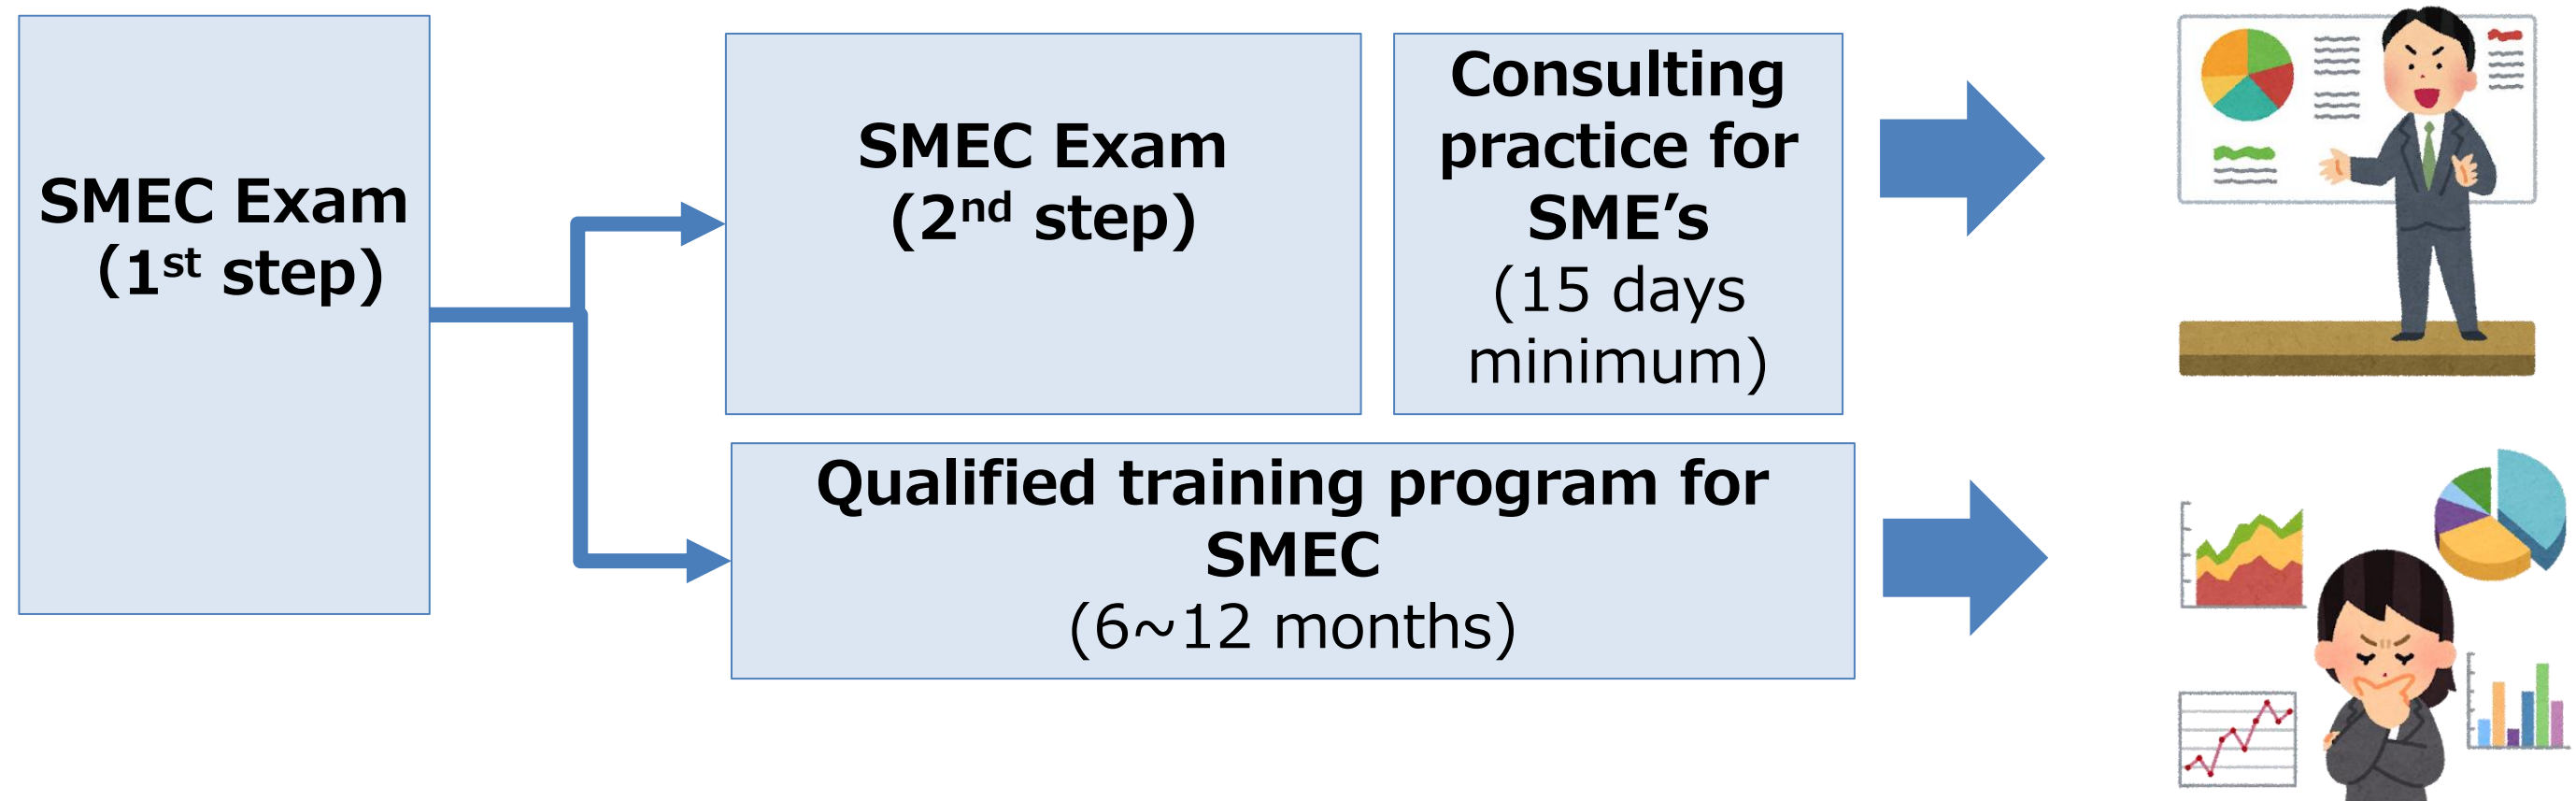 SMEC Exam
(1st step)
SMEC Exam
(2nd step)
Consulting
practice for
SME’s
(15 days
minimum)
Qualified training program for
SMEC
(6~12 months)